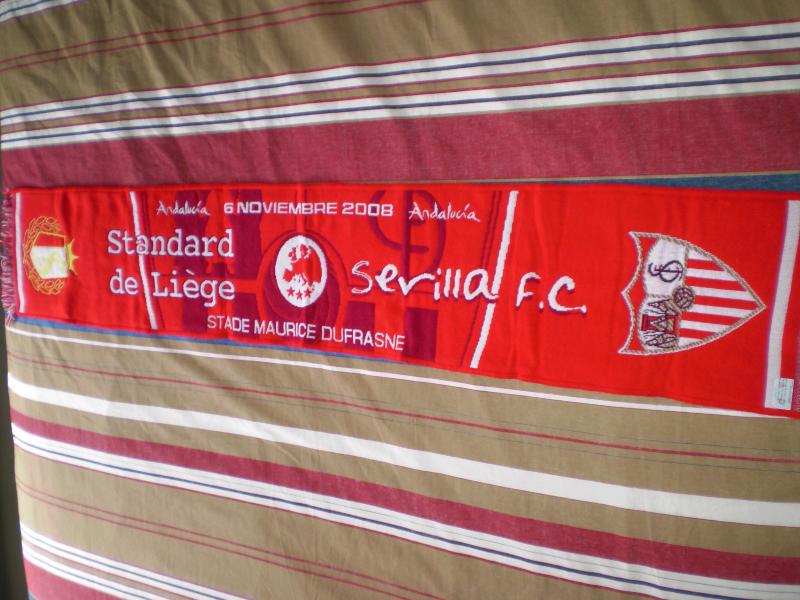 Andalucía 6 NOVIEMBRE 2008 Andalucía
Standard
de Liège
Sevilla F.C.
STADE MAURICE DUFRASNE